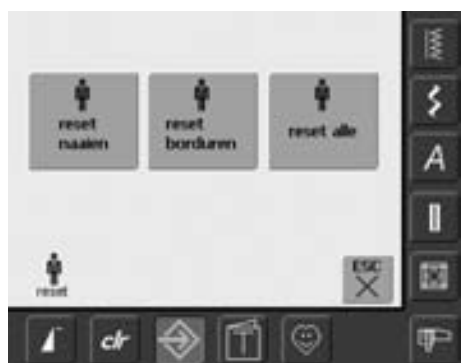 reset
naaien
reset
borduren
reset alle
reset
ESC
A
clr